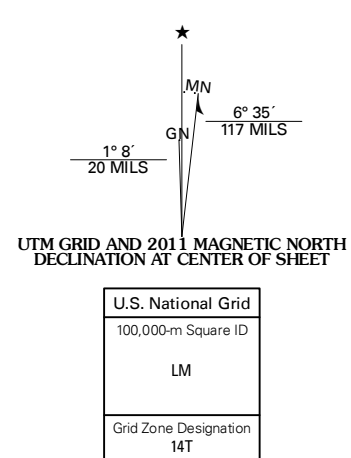 ★
MN
6° 35´
117 MILS
GN
1° 8´
20 MILS
UTM GRID AND 2011 MAGNETIC NORTH
DECLINATION AT CENTER OF SHEET
U.S. National Grid
100,000-m Square ID
LM
Grid Zone Designation
14T